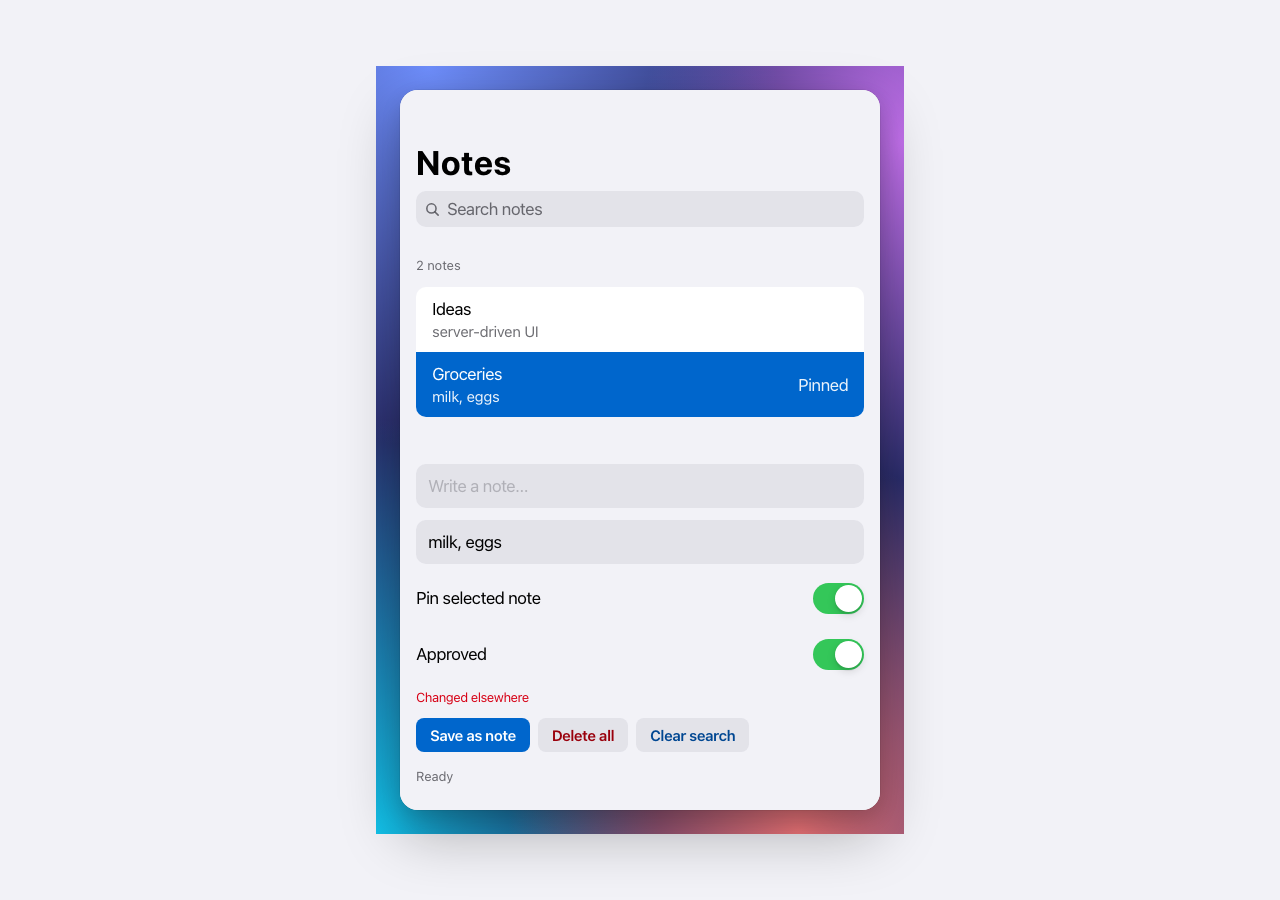 Notes
Search notes
2 notes
Ideas
server-driven UI
Groceries
milk, eggs
Pinned
Write a note...
milk, eggs
Pin selected note
Approved
Changed elsewhere
Save as note Delete all Clear search
Ready